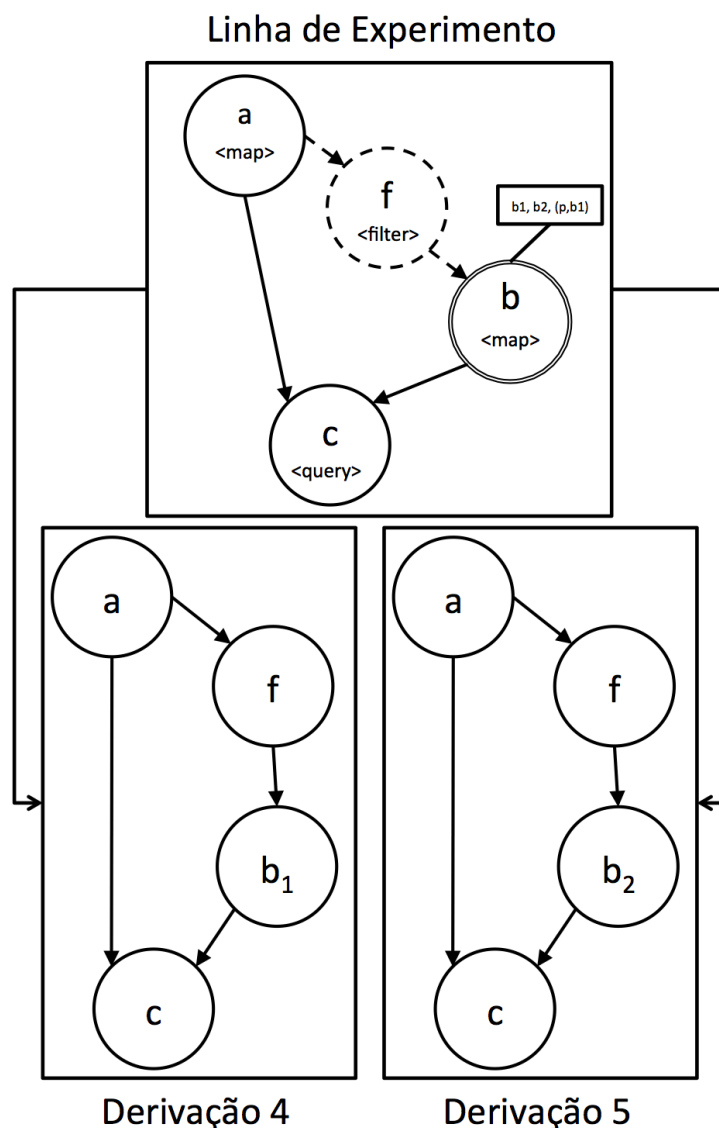 Linha de Experimento
a
<map>
f
<filter>
b1, b2, (p,b1)
b
<map>
c
<query>
a
f
b1
c
Derivação 4
a
f
b2
c
Derivação 5